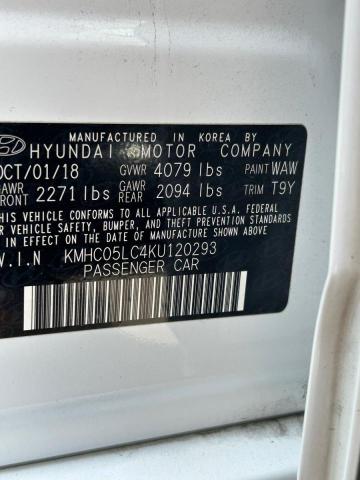 MANUFACTURED IN KOREA BY
HYUNDAI MOTOR COMPANY
OCT/01/18 GVWR 4079 lbs PAINT WAW
GAWR FRONT 2271 lbs GAWR REAR 2094 lbs TRIM T9Y
THIS VEHICLE CONFORMS TO ALL APPLICABLE U.S.A. FEDERAL
MOTOR VEHICLE SAFETY, BUMPER, AND THEFT PREVENTION STANDARDS
IN EFFECT ON THE DATE OF MANUFACTURE SHOWN ABOVE.
V.I.N KMHC05LC4KU120293
PASSENGER CAR